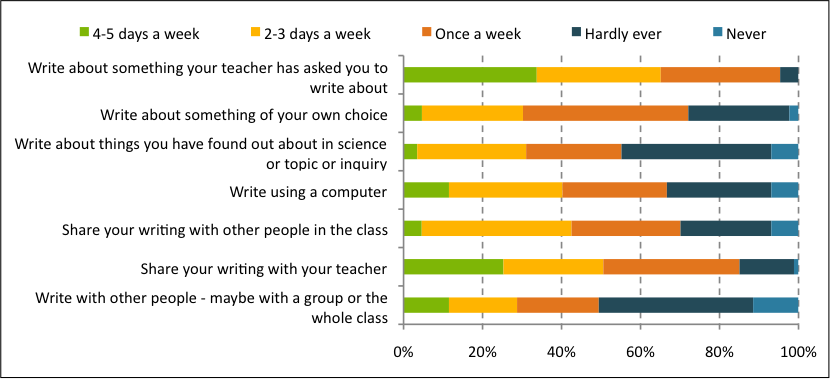 4-5 days a week 2-3 days a week Once a week Hardly ever Never
Write about something your teacher has asked you to
write about
Write about something of your own choice
Write about things you have found out about in science
or topic or inquiry
Write using a computer
Share your writing with other people in the class
Share your writing with your teacher
Write with other people - maybe with a group or the
whole class
0% 20% 40% 60% 80% 100%